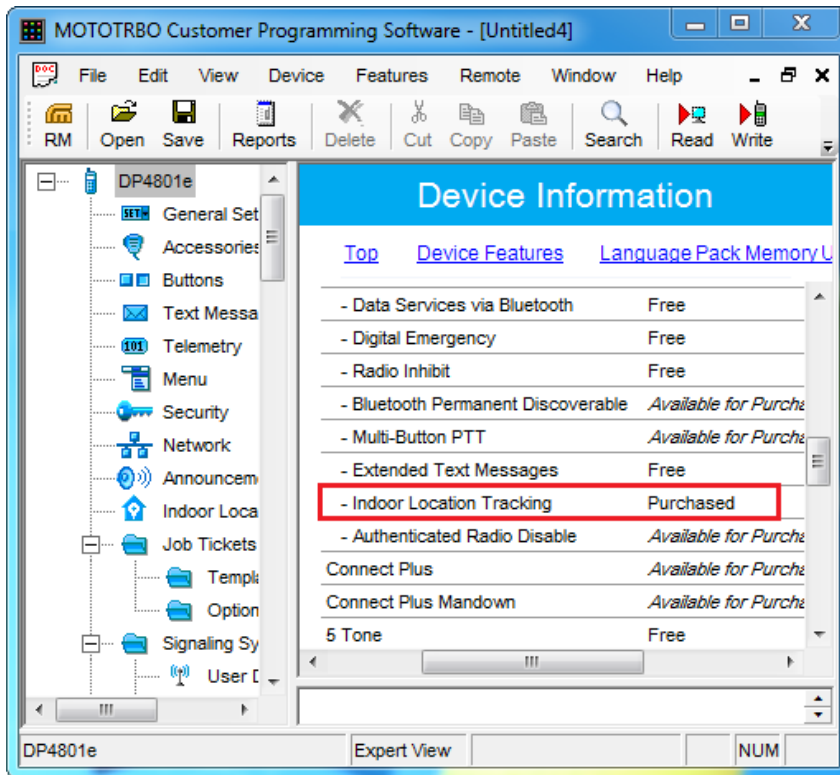 MOTOTRBO Customer Programming Software - [Untitled4]
File Edit View Device Features Remote Window Help
RM Open Save Reports Delete Cut Copy Paste Search Read Write
DP4801e
General Set
Accessories
Buttons
Text Messa
Telemetry
Menu
Security
Network
Announcem
Indoor Loca
Job Tickets
Templa
Option
Signaling Sy
User D
Device Information
Top Device Features Language Pack Memory U
- Data Services via Bluetooth Free
- Digital Emergency Free
- Radio Inhibit Free
- Bluetooth Permanent Discoverable Available for Purcha
- Multi-Button PTT Available for Purcha
- Extended Text Messages Free
- Indoor Location Tracking Purchased
- Authenticated Radio Disable Available for Purcha
Connect Plus Available for Purcha
Connect Plus Mandown Available for Purcha
5 Tone Free
DP4801e Expert View NUM